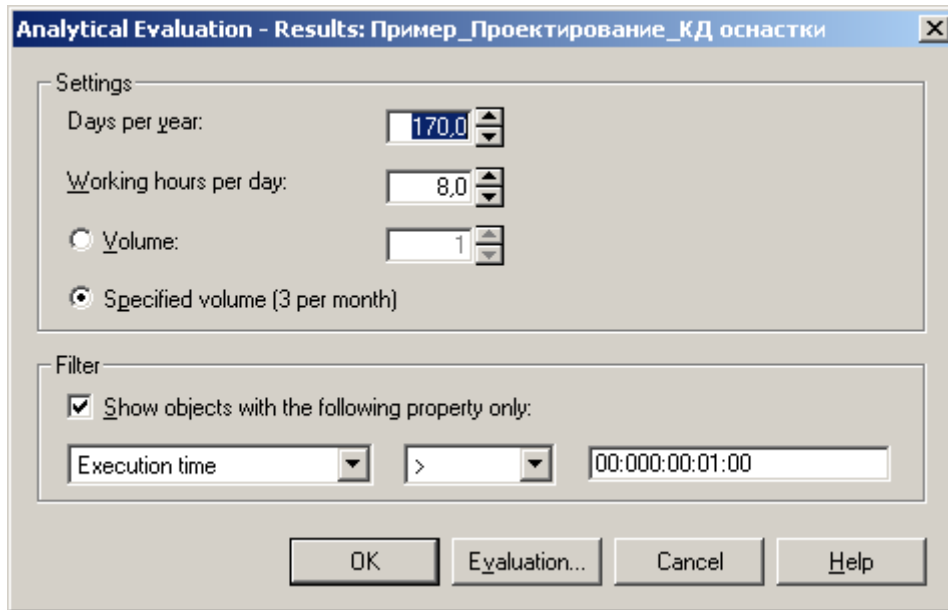 Analytical Evaluation - Results: Пример_Проектирование_КД оснастки
Settings
Days per year: 170,0
Working hours per day: 8,0
Volume: 1
Specified volume (3 per month)
Filter
Show objects with the following property only:
Execution time > 00:000:00:01:00
OK Evaluation... Cancel Help